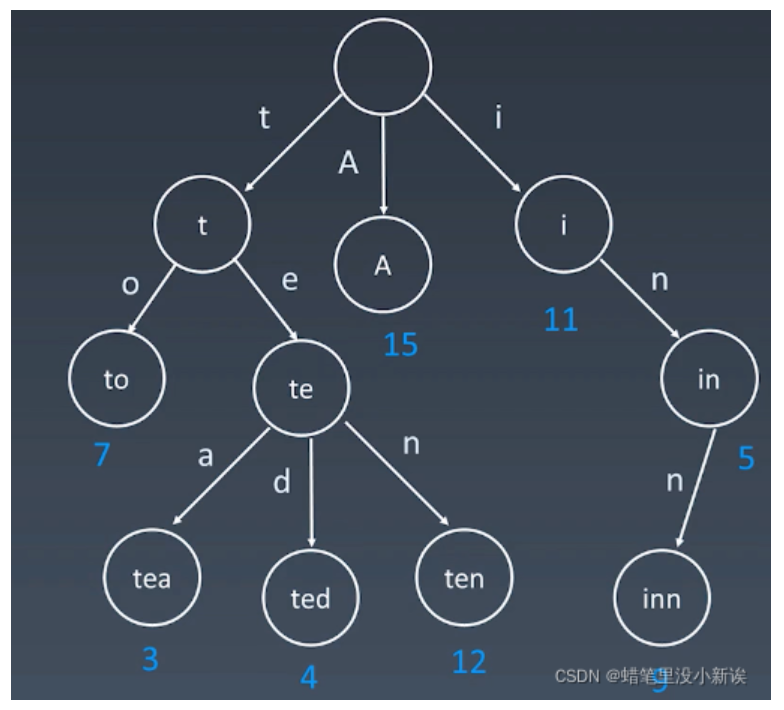 t
A
i
t
A
i
o
e
15
11
n
to
te
in
7
a
d
n
5
n
tea
ted
ten
inn
3
4
12
9
CSDN @蜡笔里没小新诶